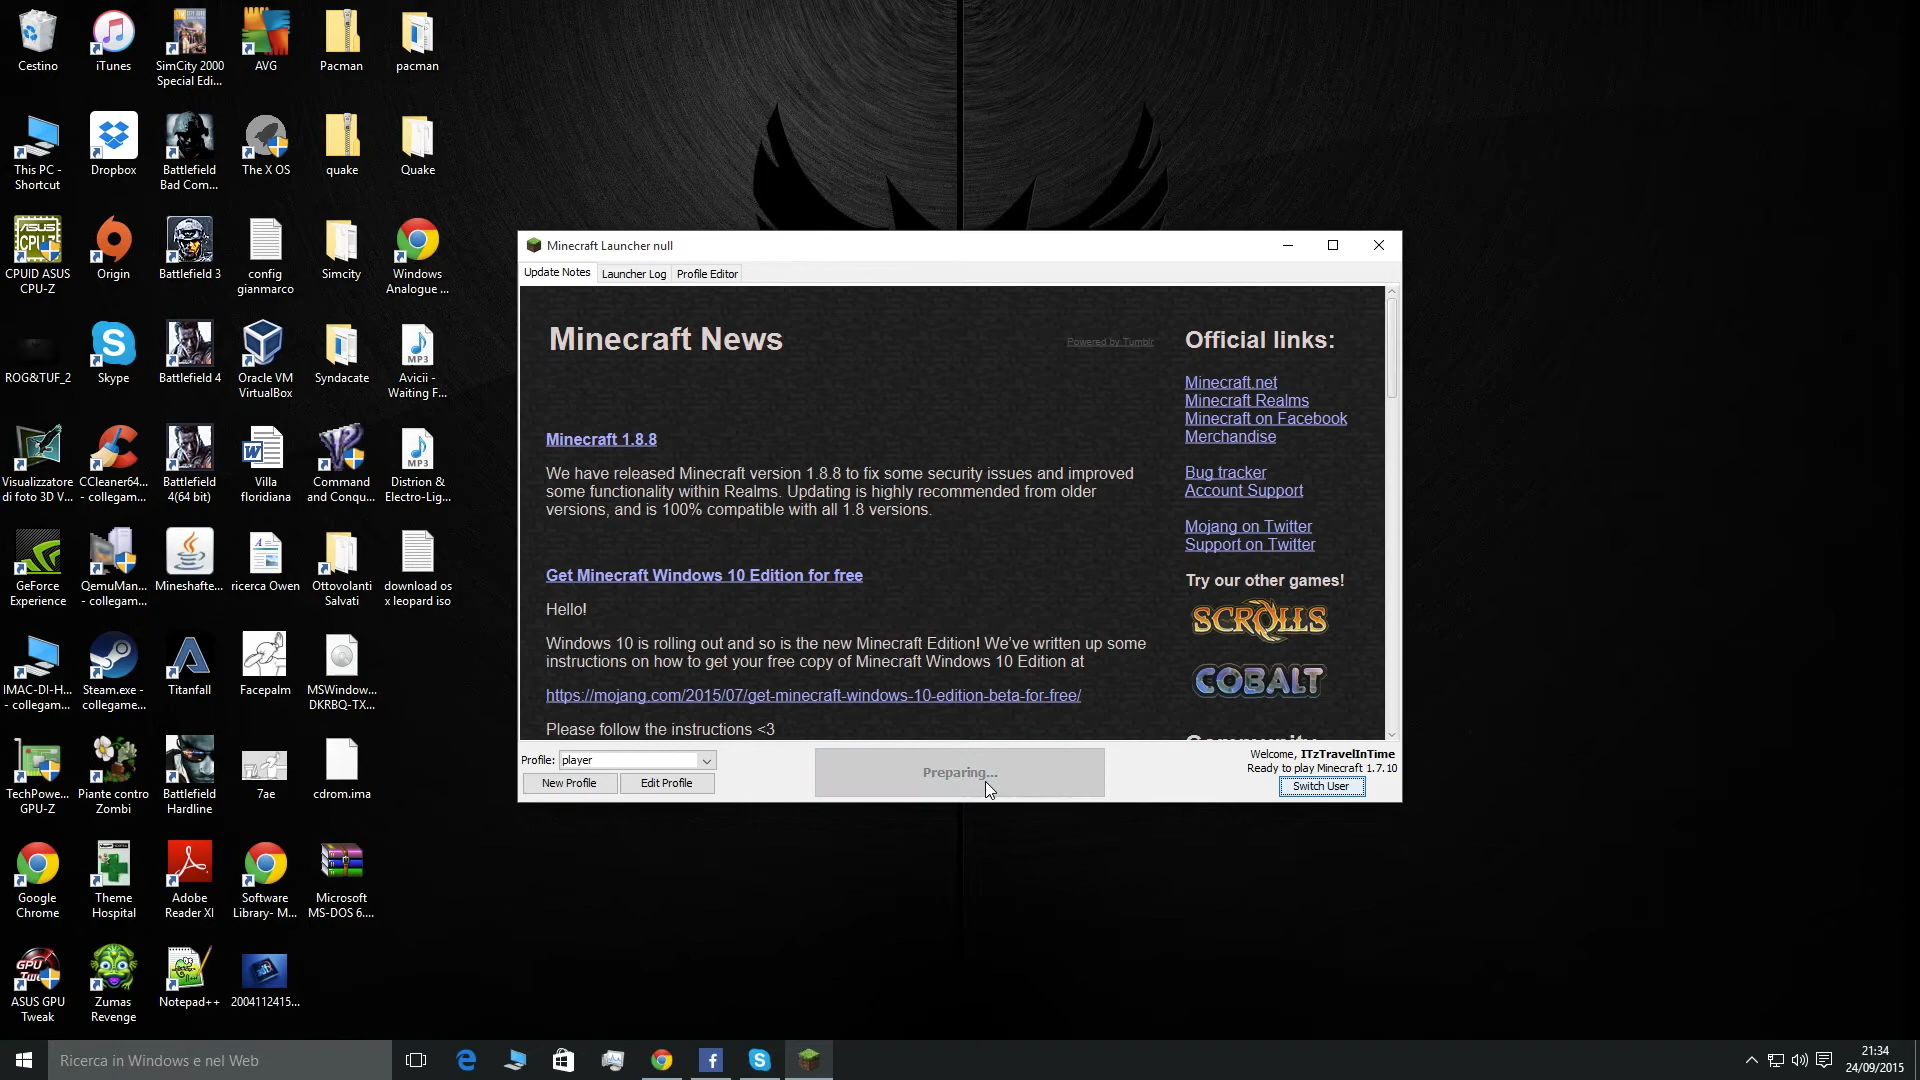 Cestino
iTunes
SimCity 2000
Special Edi...
AVG
Pacman
pacman
This PC -
Shortcut
Dropbox
Battlefield
Bad Com...
The X OS
quake
Quake
CPUID ASUS
CPU-Z
Origin
Battlefield 3
config
gianmarco
Simcity
Windows
Analogue ...
ROG&TUF_2
Skype
Battlefield 4
Oracle VM
VirtualBox
Syndacate
MP3
Avicii -
Waiting F...
Visualizzatore
di foto 3D V...
CCleaner64...
- collegam...
Battlefield
4(64 bit)
Villa
floridiana
Command
and Conqu...
MP3
Distrion &
Electro-Lig...
GeForce
Experience
QemuMan...
- collegam...
Mineshafte...
ricerca Owen
Ottovolanti
Salvati
download os
x leopard iso
IMAC-DI-H...
- collegam...
Steam.exe -
collegame...
Titanfall
Facepalm
MSWindow...
DKRBQ-TX...
TechPowe...
GPU-Z
Piante contro
Zombi
Battlefield
Hardline
7ae
cdrom.ima
Google
Chrome
Theme
Hospital
Adobe
Reader XI
Software
Library- M...
Microsoft
MS-DOS 6....
ASUS GPU
Tweak
Zumas
Revenge
Notepad++
2004112415...
Minecraft Launcher null
Update Notes
Launcher Log
Profile Editor
Minecraft News
Powered by Tumblr
Minecraft 1.8.8
We have released Minecraft version 1.8.8 to fix some security issues and improved
some functionality within Realms. Updating is highly recommended from older
versions, and is 100% compatible with all 1.8 versions.
Get Minecraft Windows 10 Edition for free
Hello!
Windows 10 is rolling out and so is the new Minecraft Edition! We've written up some
instructions on how to get your free copy of Minecraft Windows 10 Edition at
https://mojang.com/2015/07/get-minecraft-windows-10-edition-beta-for-free/
Please follow the instructions <3
Official links:
Minecraft.net
Minecraft Realms
Minecraft on Facebook
Merchandise
Bug tracker
Account Support
Mojang on Twitter
Support on Twitter
Try our other games!
SCROLLS
COBALT
Community
Profile: player
New Profile
Edit Profile
Preparing...
Welcome, ITzTravelInTime
Ready to play Minecraft 1.7.10
Switch User
Ricerca in Windows e nel Web
21:34
24/09/2015